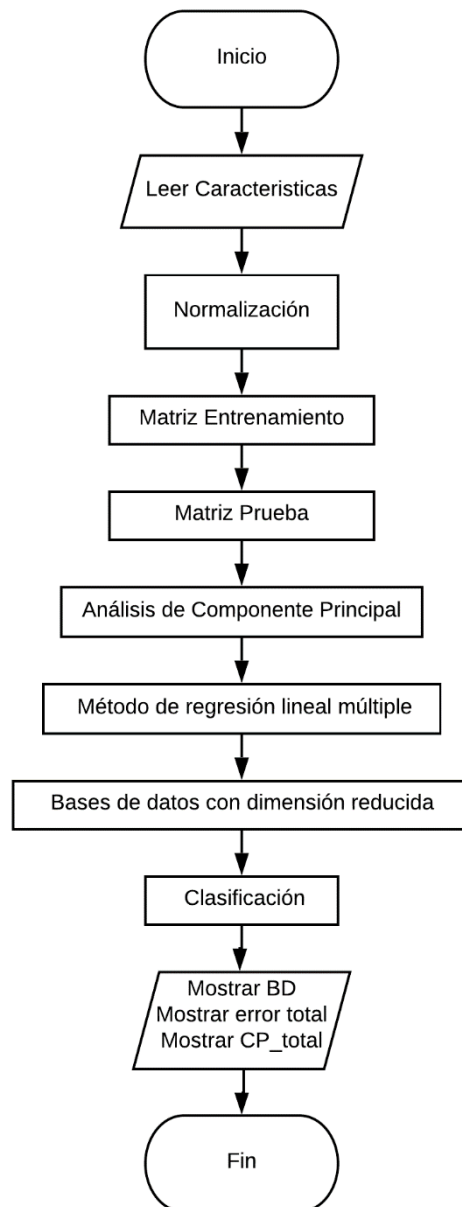 Inicio
Leer Caracteristicas
Normalización
Matriz Entrenamiento
Matriz Prueba
Análisis de Componente Principal
Método de regresión lineal múltiple
Bases de datos con dimensión reducida
Clasificación
Mostrar BD
Mostrar error total
Mostrar CP_total
Fin